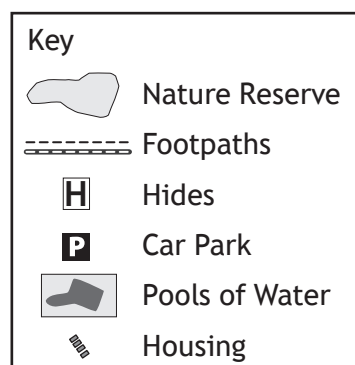 Key
Nature Reserve
Footpaths
H Hides
P Car Park
Pools of Water
Housing